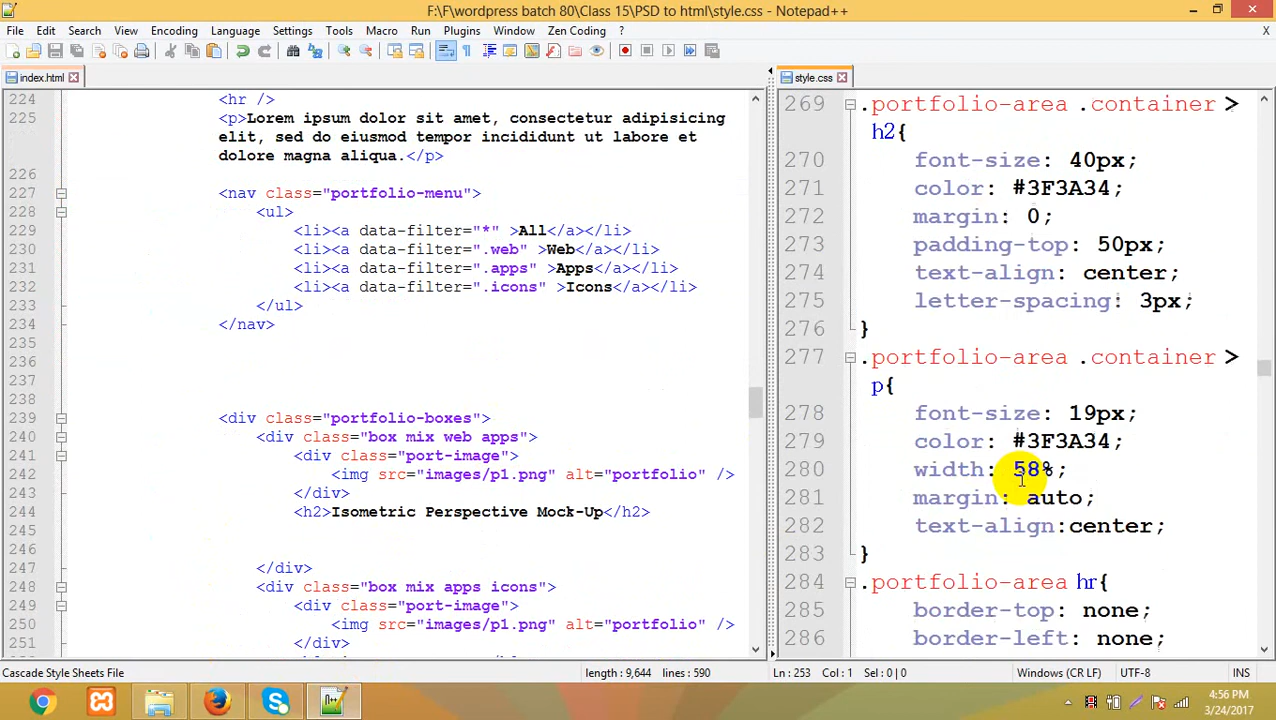 F:\F\wordpress batch 80\Class 15\PSD to html\style.css - Notepad++
File Edit Search View Encoding Language Settings Tools Macro Run Plugins Window Zen Coding ? X
index.html
224 <hr />
225 <p>Lorem ipsum dolor sit amet, consectetur adipisicing
elit, sed do eiusmod tempor incididunt ut labore et
dolore magna aliqua.</p>
226
227 <nav class="portfolio-menu">
228 <ul>
229 <li><a data-filter="*" >All</a></li>
230 <li><a data-filter=".web" >Web</a></li>
231 <li><a data-filter=".apps" >Apps</a></li>
232 <li><a data-filter=".icons" >Icons</a></li>
233 </ul>
234 </nav>
235
236
237
238
239 <div class="portfolio-boxes">
240 <div class="box mix web apps">
241 <div class="port-image">
242 <img src="images/p1.png" alt="portfolio" />
243 </div>
244 <h2>Isometric Perspective Mock-Up</h2>
245
246
247 </div>
248 <div class="box mix apps icons">
249 <div class="port-image">
250 <img src="images/p1.png" alt="portfolio" />
251 </div>
style.css
269 .portfolio-area .container >
h2{
270 font-size: 40px;
271 color: #3F3A34;
272 margin: 0;
273 padding-top: 50px;
274 text-align: center;
275 letter-spacing: 3px;
276 }
277 .portfolio-area .container >
p{
278 font-size: 19px;
279 color: #3F3A34;
280 width: 58%;
281 margin: auto;
282 text-align:center;
283 }
284 .portfolio-area hr{
285 border-top: none;
286 border-left: none;
Cascade Style Sheets File length : 9,644 lines : 590 Ln : 253 Col : 1 Sel : 0 | 0 Windows (CR LF) UTF-8 INS
4:56 PM
3/24/2017